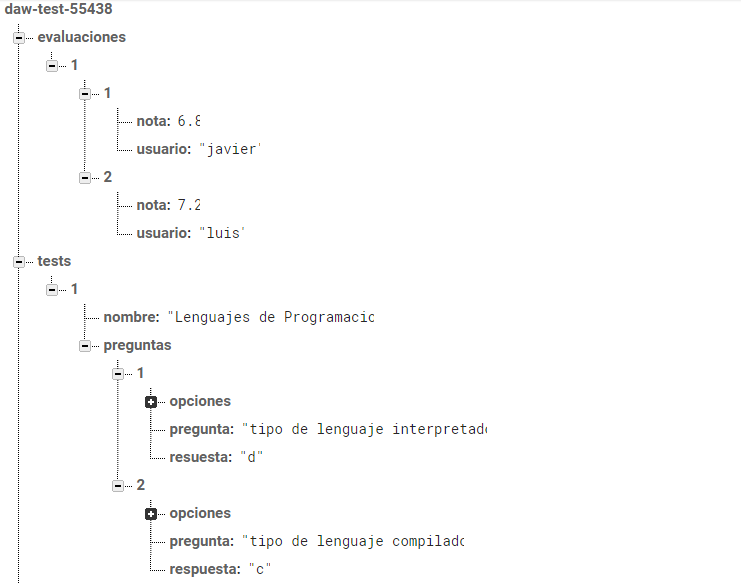 daw-test-55438
evaluaciones
1
1
nota: 6.8
usuario: "javier"
2
nota: 7.2
usuario: "luis"
tests
1
nombre: "Lenguajes de Programacic
preguntas
1
opciones
pregunta: "tipo de lenguaje interpretado
resuesta: "d"
2
opciones
pregunta: "tipo de lenguaje compilado
respuesta: "c"